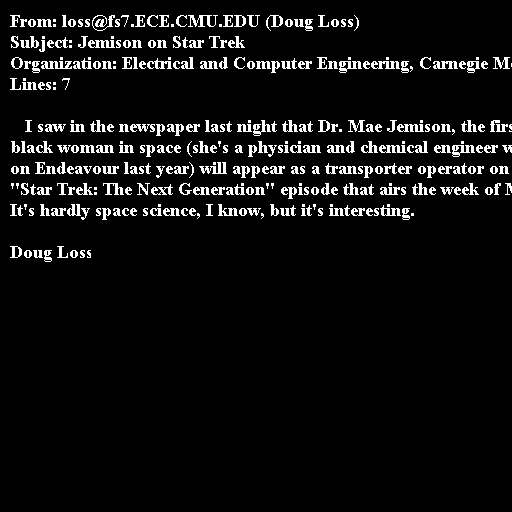 From: loss@fs7.ECE.CMU.EDU (Doug Loss)
Subject: Jemison on Star Trek
Organization: Electrical and Computer Engineering, Carnegie
Lines: 7
I saw in the newspaper last night that Dr. Mae Jemison, the
black woman in space (she's a physician and chemical engineer
on Endeavour last year) will appear as a transporter operator on
"Star Trek: The Next Generation" episode that airs the week of
It's hardly space science, I know, but it's interesting.
Doug Loss